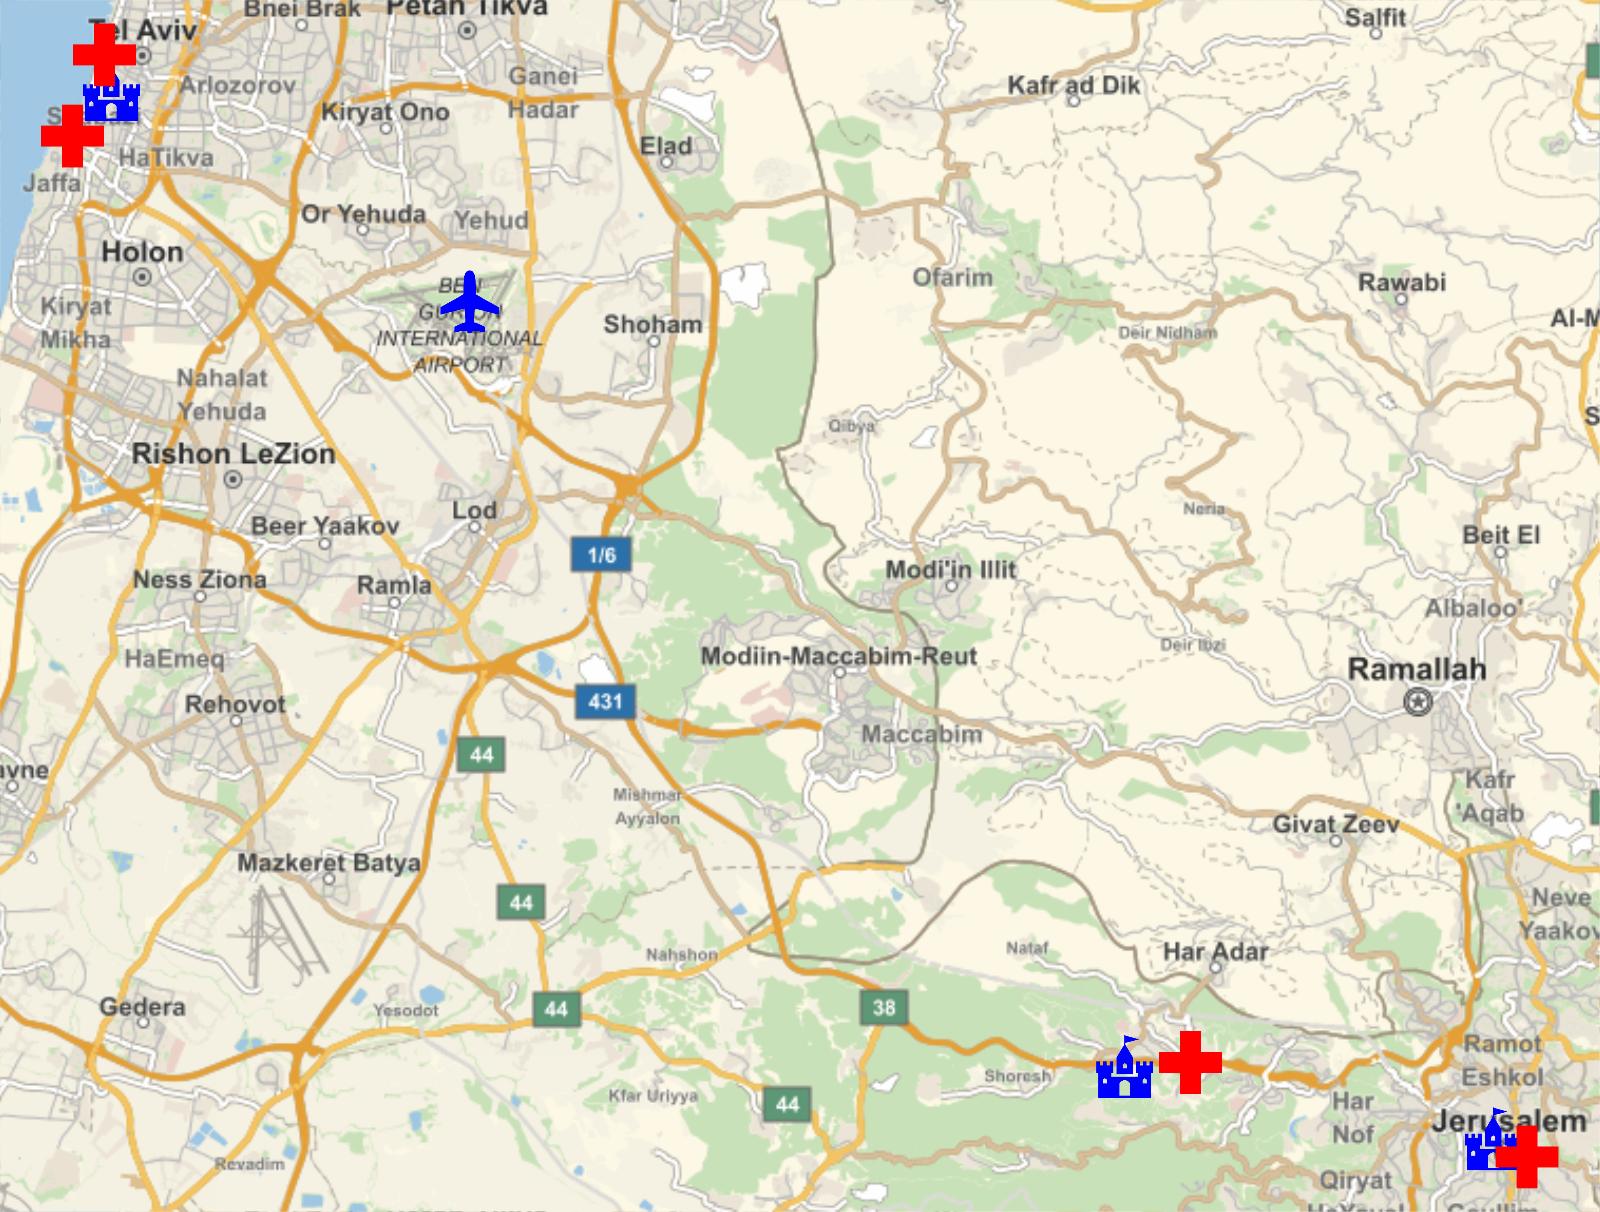 Bnei Brak
Petah Tikva
Salfit
Tel Aviv
Arlozorov
Ganei
Hadar
Kafr ad Dik
Kiryat Ono
HaTikva
Elad
Jaffa
Or Yehuda
Yehud
Holon
Ofarim
Rawabi
BEN
GURION
INTERNATIONAL
AIRPORT
Kiryat
Mikha
Shoham
Deir Nidham
Al-M
Nahalat
Yehuda
Qibya
Rishon LeZion
Lod
Neria
Beer Yaakov
Beit El
1/6
Modi'in Illit
Ness Ziona
Ramla
Albaloo'
Deir Ibzi
HaEmeq
Modiin-Maccabim-Reut
Ramallah
Rehovot
431
Maccabim
44
avne
Kafr
'Aqab
Mishmar
Ayyalon
Givat Zeev
Mazkeret Batya
44
Neve
Yaakov
Nahshon
Nataf
Har Adar
Gedera
Yesodot
44
38
Ramot
Eshkol
Shoresh
Kfar Uriyya
44
Har
Nof
Jerusalem
Revadim
Qiryat